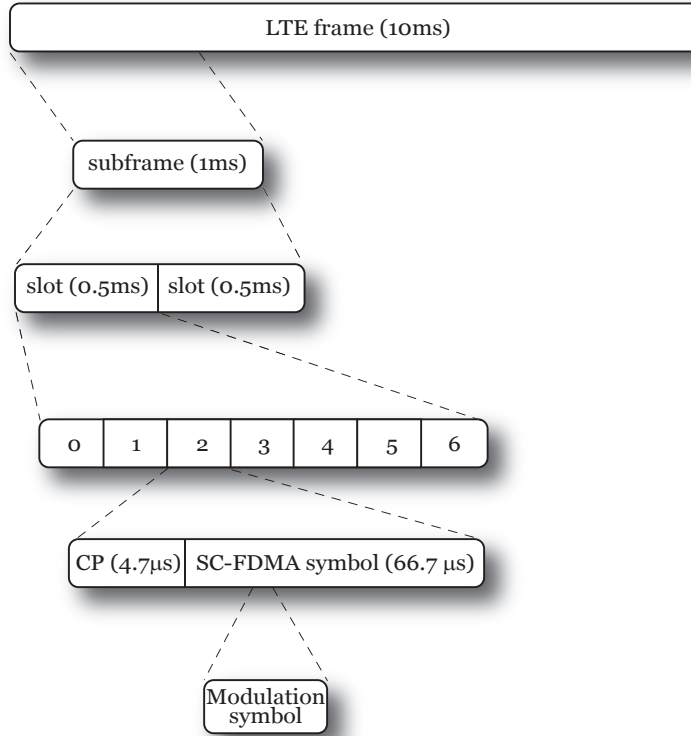 LTE frame (10ms)
subframe (1ms)
slot (0.5ms) slot (0.5ms)
0 1 2 3 4 5 6
CP (4.7μs) SC-FDMA symbol (66.7 μs)
Modulation
symbol